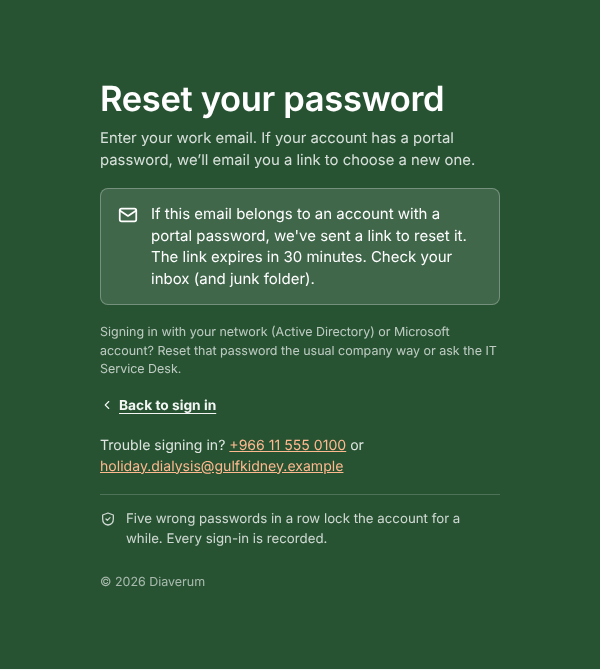 Reset your password
Enter your work email. If your account has a portal
password, we’ll email you a link to choose a new one.
If this email belongs to an account with a
portal password, we've sent a link to reset it.
The link expires in 30 minutes. Check your
inbox (and junk folder).
Signing in with your network (Active Directory) or Microsoft
account? Reset that password the usual company way or ask the IT
Service Desk.
Back to sign in
Trouble signing in? +966 11 555 0100 or
holiday.dialysis@gulfkidney.example
Five wrong passwords in a row lock the account for a
while. Every sign-in is recorded.
© 2026 Diaverum